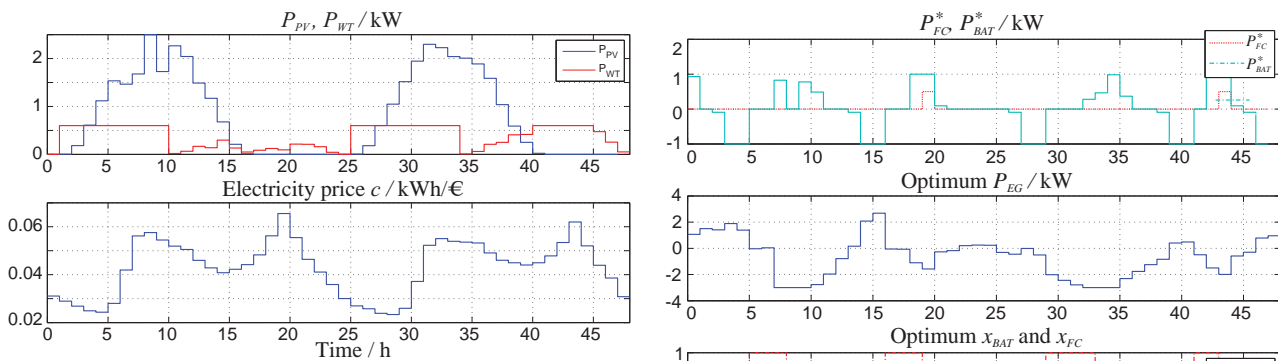 P_PV, P_WT / kW
2
1
0
0 5 10 15 20 25 30 35 40 45
P_PV
P_WT
Electricity price c / kWh/€
0.06
0.04
0.02
0 5 10 15 20 25 30 35 40 45
Time / h
P*_FC, P*_BAT / kW
2
1
0
-1
0 5 10 15 20 25 30 35 40 45
P*_FC
P*_BAT
Optimum P_EG / kW
4
2
0
-2
-4
0 5 10 15 20 25 30 35 40 45
Optimum x_BAT and x_FC
1